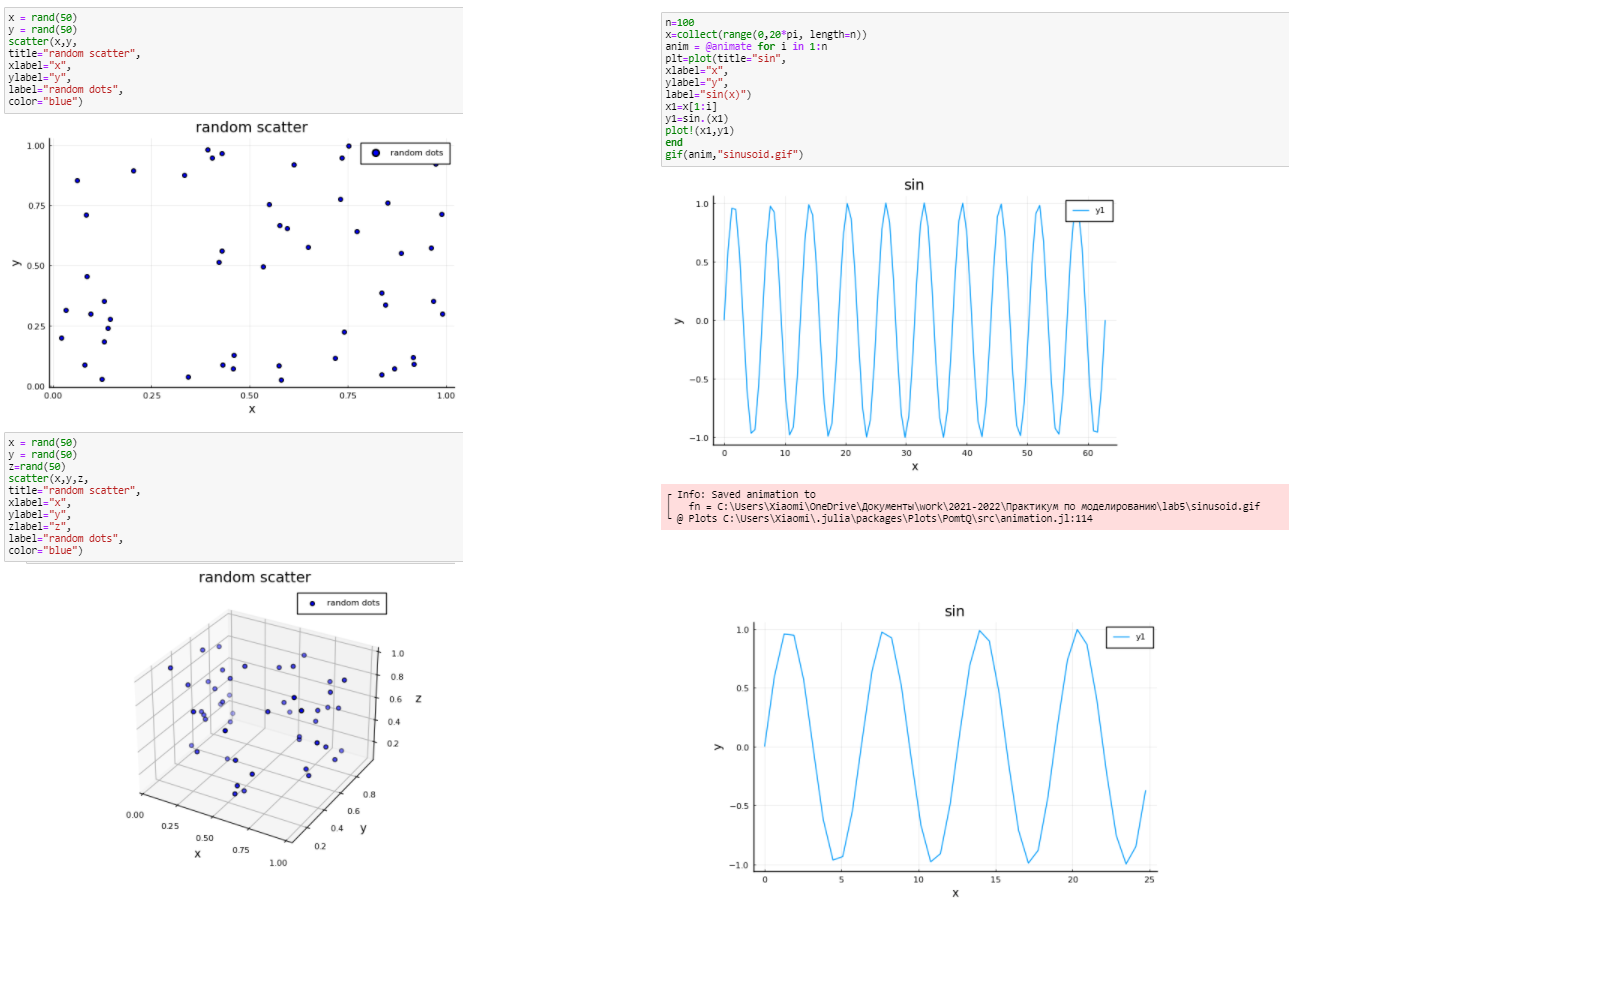 x = rand(50)
y = rand(50)
scatter(x,y,
title="random scatter",
xlabel="x",
ylabel="y",
label="random dots",
color="blue")
random scatter
random dots
1.00
0.75
0.50
0.25
0.00
y
0.00 0.25 0.50 0.75 1.00
x
x = rand(50)
y = rand(50)
z=rand(50)
scatter(x,y,z,
title="random scatter",
xlabel="x",
ylabel="y",
zlabel="z",
label="random dots",
color="blue")
random scatter
random dots
1.0
0.8
0.6
0.4
0.2
z
0.8
0.6
0.4
0.2
y
0.00
0.25
0.50
0.75
1.00
x
n=100
x=collect(range(0,20*pi, length=n))
anim = @animate for i in 1:n
plt=plot(title="sin",
xlabel="x",
ylabel="y",
label="sin(x)")
x1=x[1:i]
y1=sin.(x1)
plot!(x1,y1)
end
gif(anim,"sinusoid.gif")
sin
y1
1.0
0.5
0.0
−0.5
−1.0
y
0 10 20 30 40 50 60
x
Info: Saved animation to
fn = C:\Users\Xiaomi\OneDrive\Документы\work\2021-2022\Практикум по моделированию\lab5\sinusoid.gif
@ Plots C:\Users\Xiaomi\.julia\packages\Plots\PomtQ\src\animation.jl:114
sin
y1
1.0
0.5
0.0
−0.5
−1.0
y
0 5 10 15 20 25
x